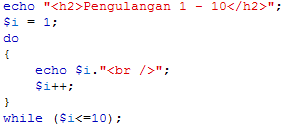 echo "<h2>Pengulangan 1 - 10</h2>";
$i = 1;
do
{
    echo $i."<br />";
    $i++;
}
while ($i<=10);